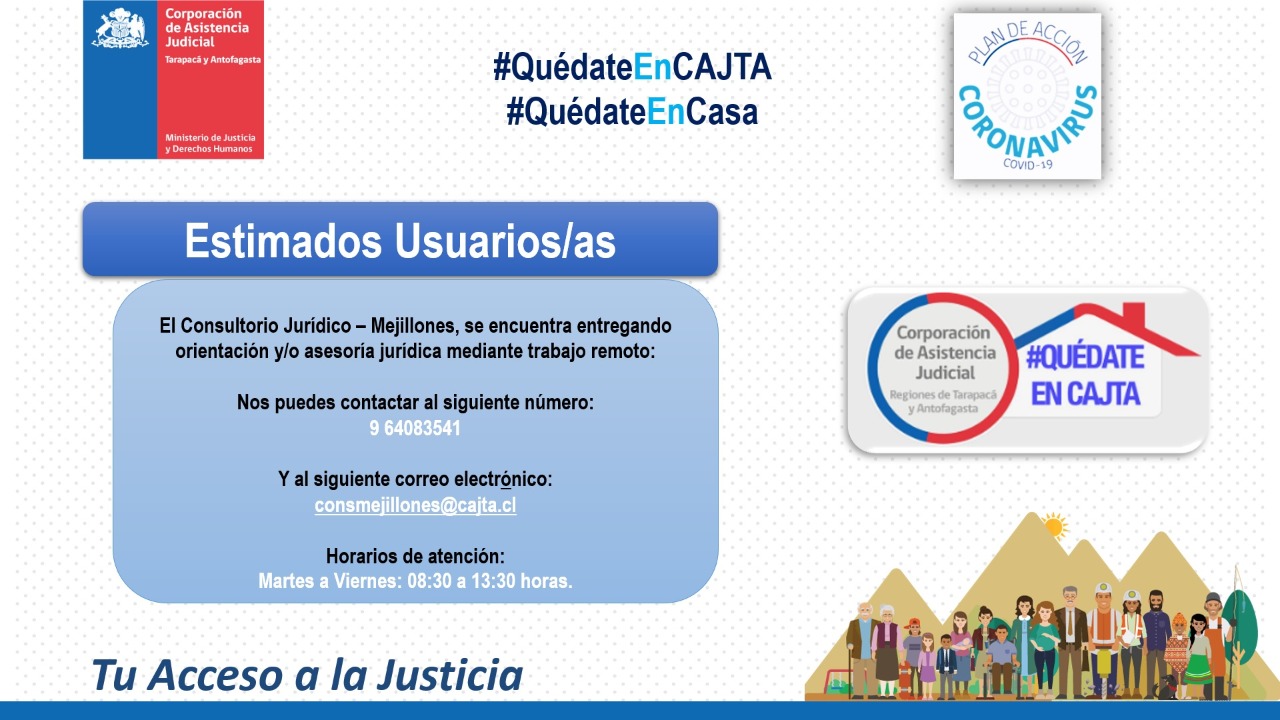 Corporación
de Asistencia
Judicial
Tarapacá y Antofagasta
Ministerio de Justicia
y Derechos Humanos
#QuédateEnCAJTA
#QuédateEnCasa
PLAN DE ACCIÓN
CORONAVIRUS
COVID-19
Estimados Usuarios/as
El Consultorio Jurídico – Mejillones, se encuentra entregando
orientación y/o asesoría jurídica mediante trabajo remoto:
Nos puedes contactar al siguiente número:
9 64083541
Y al siguiente correo electrónico:
consmejillones@cajta.cl
Horarios de atención:
Martes a Viernes: 08:30 a 13:30 horas.
Corporación
de Asistencia
Judicial
Regiones de Tarapacá
y Antofagasta
#QUÉDATE
EN CAJTA
Tu Acceso a la Justicia